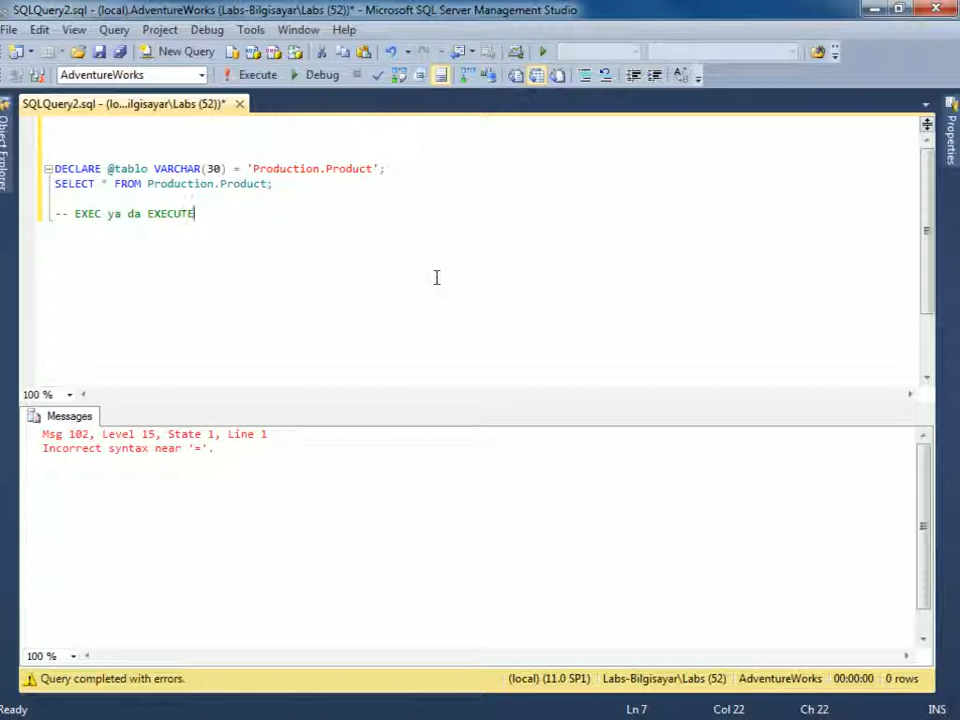 SQLQuery2.sql - (local).AdventureWorks (Labs-Bilgisayar\Labs (52))* - Microsoft SQL Server Management Studio
File Edit View Query Project Debug Tools Window Help
New Query
AdventureWorks Execute Debug
SQLQuery2.sql - (lo...ilgisayar\Labs (52))*
Object Explorer
Properties
DECLARE @tablo VARCHAR(30) = 'Production.Product';
SELECT * FROM Production.Product;
-- EXEC ya da EXECUTE
100 %
Messages
Msg 102, Level 15, State 1, Line 1
Incorrect syntax near '='.
100 %
Query completed with errors. (local) (11.0 SP1) Labs-Bilgisayar\Labs (52) AdventureWorks 00:00:00 0 rows
Ready Ln 7 Col 22 Ch 22 INS